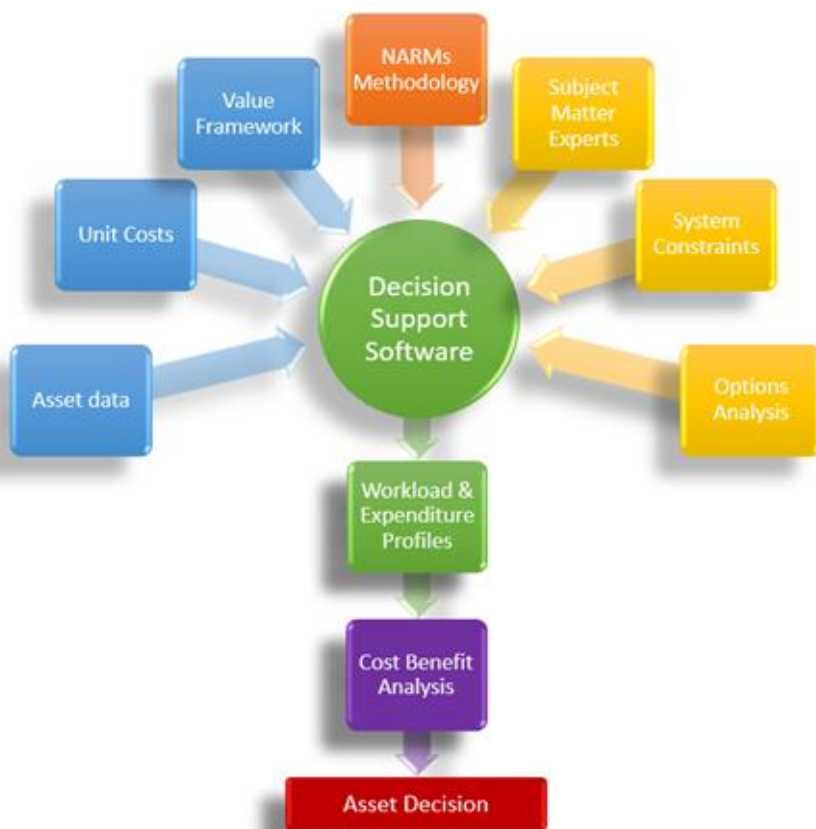 NARMs
Methodology
Value
Framework
Subject
Matter
Experts
Unit Costs
System
Constraints
Decision
Support
Software
Asset data
Options
Analysis
Workload &
Expenditure
Profiles
Cost Benefit
Analysis
Asset Decision